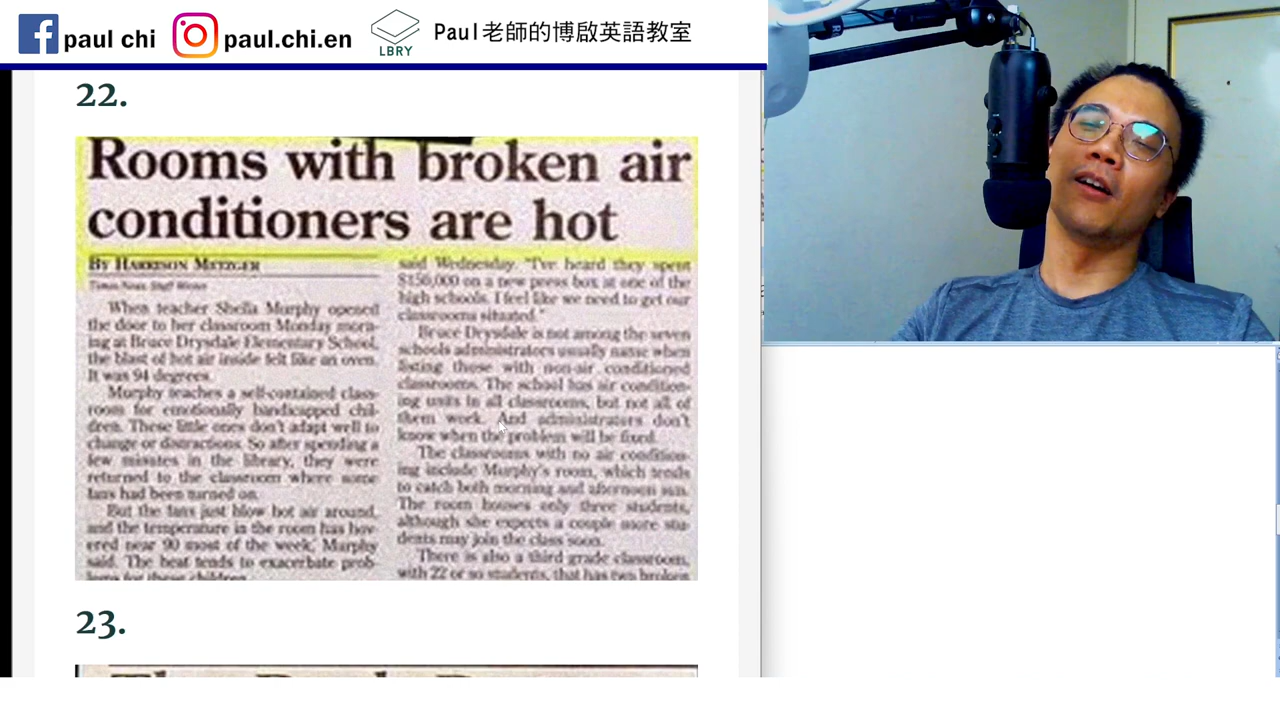 paul chi
paul.chi.en
LBRY
Paul老師的博啟英語教室
22.
Rooms with broken air
conditioners are hot
By Harrison Metzger
Times-News Staff Writer
When teacher Sheila Murphy opened
the door to her classroom Monday morn-
ing at Bruce Drysdale Elementary School,
the blast of hot air inside felt like an oven.
It was 94 degrees.
Murphy teaches a self-contained class-
room for emotionally handicapped chil-
dren. These little ones don't adapt well to
change or distractions. So after spending a
few minutes in the library, they were
returned to the classroom where some
fans had been turned on.
But the fans just blow hot air around,
and the temperature in the room has hov-
ered near 90 most of the week, Murphy
said. The heat tends to exacerbate prob-
lems for these children.
said Wednesday. "I've heard they spent
$150,000 on a new press box at one of the
high schools. I feel like we need to get our
classrooms situated."
Bruce Drysdale is not among the seven
schools administrators usually name when
listing those with non-air conditioned
classrooms. The school has air condition-
ing units in all classrooms, but not all of
them work. And administrators don't
know when the problem will be fixed.
The classrooms with no air condition-
ing include Murphy's room, which tends
to catch both morning and afternoon sun.
The room houses only three students,
although she expects a couple more stu-
dents may join the class soon.
There is also a third grade classroom,
with 22 or so students, that has two broken
23.